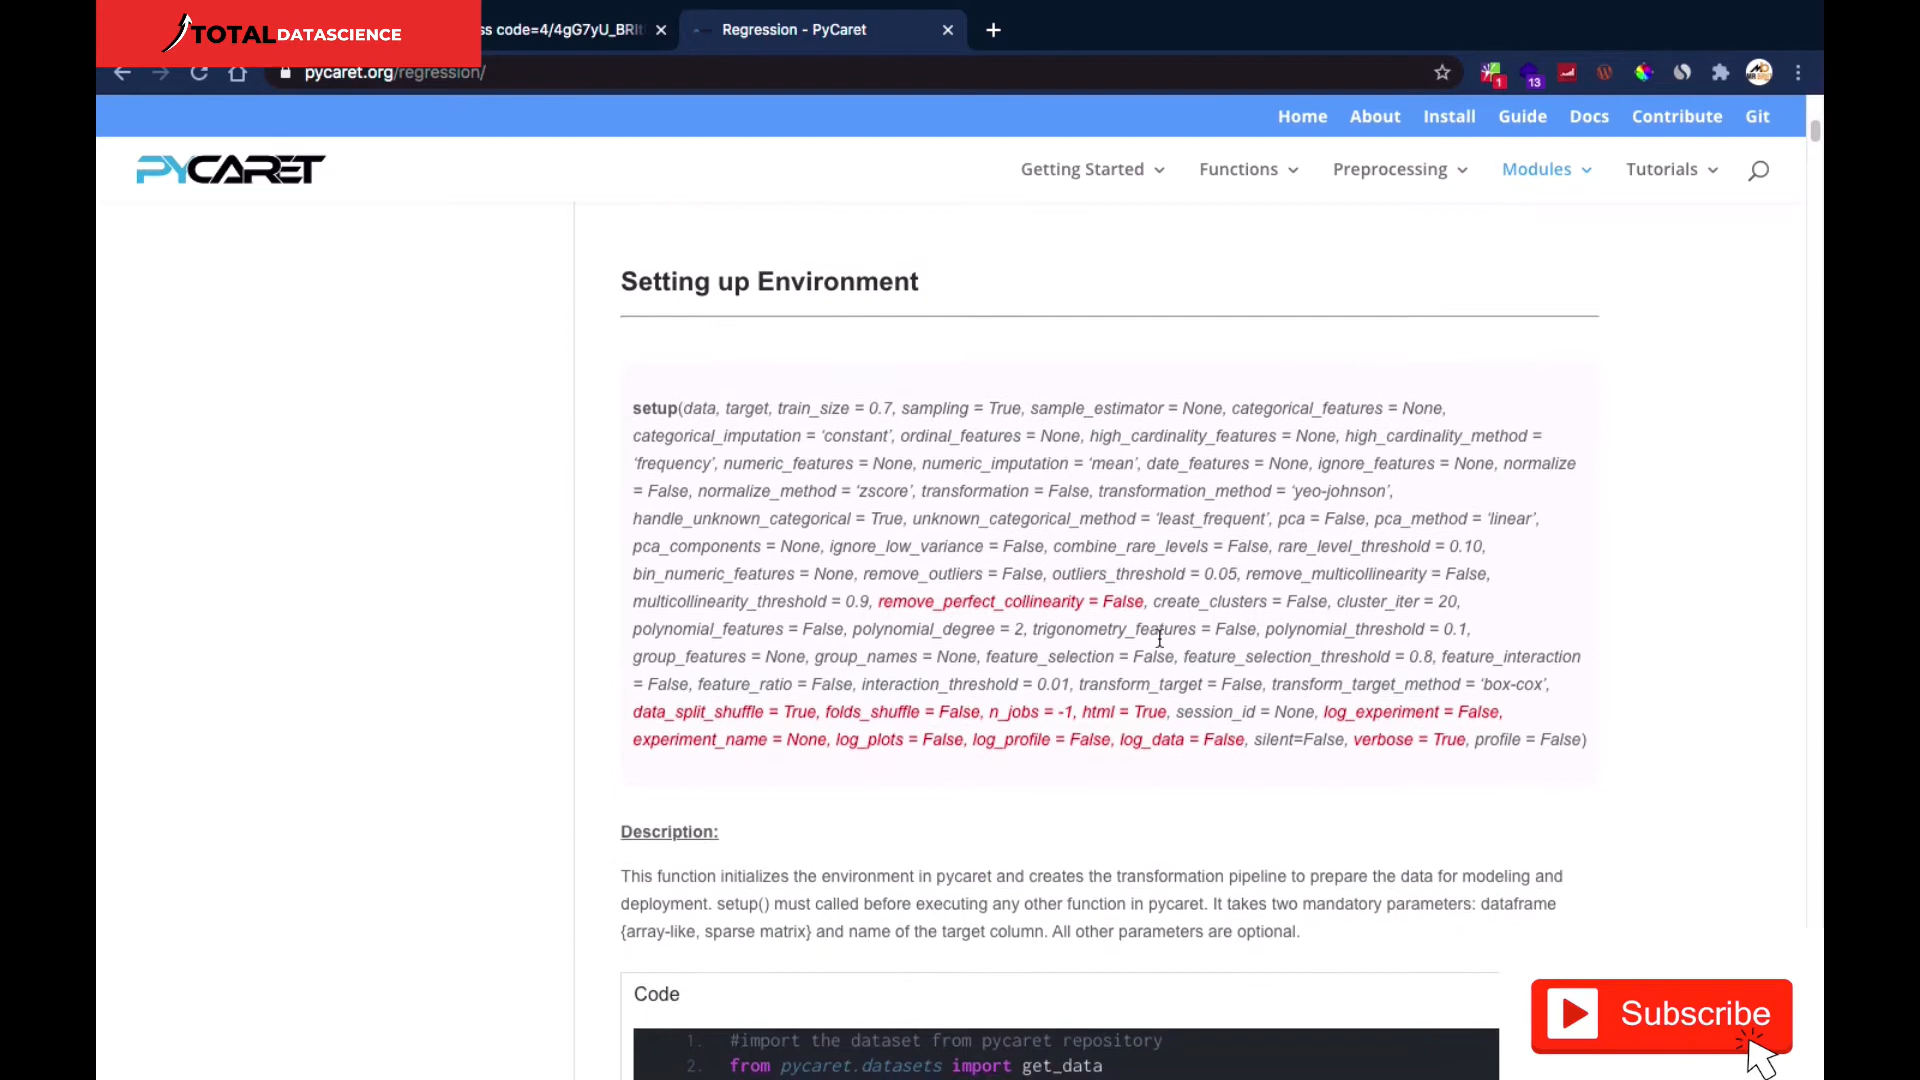 TOTALDATASCIENCE
ss code=4/4gG7yU_BRIt
Regression - PyCaret
pycaret.org/regression/
1
13
Home About Install Guide Docs Contribute Git
PYCARET
Getting Started Functions Preprocessing Modules Tutorials
Setting up Environment
setup(data, target, train_size = 0.7, sampling = True, sample_estimator = None, categorical_features = None,
categorical_imputation = ‘constant’, ordinal_features = None, high_cardinality_features = None, high_cardinality_method =
‘frequency’, numeric_features = None, numeric_imputation = ‘mean’, date_features = None, ignore_features = None, normalize
= False, normalize_method = ‘zscore’, transformation = False, transformation_method = ‘yeo-johnson’,
handle_unknown_categorical = True, unknown_categorical_method = ‘least_frequent’, pca = False, pca_method = ‘linear’,
pca_components = None, ignore_low_variance = False, combine_rare_levels = False, rare_level_threshold = 0.10,
bin_numeric_features = None, remove_outliers = False, outliers_threshold = 0.05, remove_multicollinearity = False,
multicollinearity_threshold = 0.9, remove_perfect_collinearity = False, create_clusters = False, cluster_iter = 20,
polynomial_features = False, polynomial_degree = 2, trigonometry_features = False, polynomial_threshold = 0.1,
group_features = None, group_names = None, feature_selection = False, feature_selection_threshold = 0.8, feature_interaction
= False, feature_ratio = False, interaction_threshold = 0.01, transform_target = False, transform_target_method = ‘box-cox’,
data_split_shuffle = True, folds_shuffle = False, n_jobs = -1, html = True, session_id = None, log_experiment = False,
experiment_name = None, log_plots = False, log_profile = False, log_data = False, silent=False, verbose = True, profile = False)
Description:
This function initializes the environment in pycaret and creates the transformation pipeline to prepare the data for modeling and
deployment. setup() must called before executing any other function in pycaret. It takes two mandatory parameters: dataframe
{array-like, sparse matrix} and name of the target column. All other parameters are optional.
Code
1. #import the dataset from pycaret repository
2. from pycaret.datasets import get_data
Subscribe